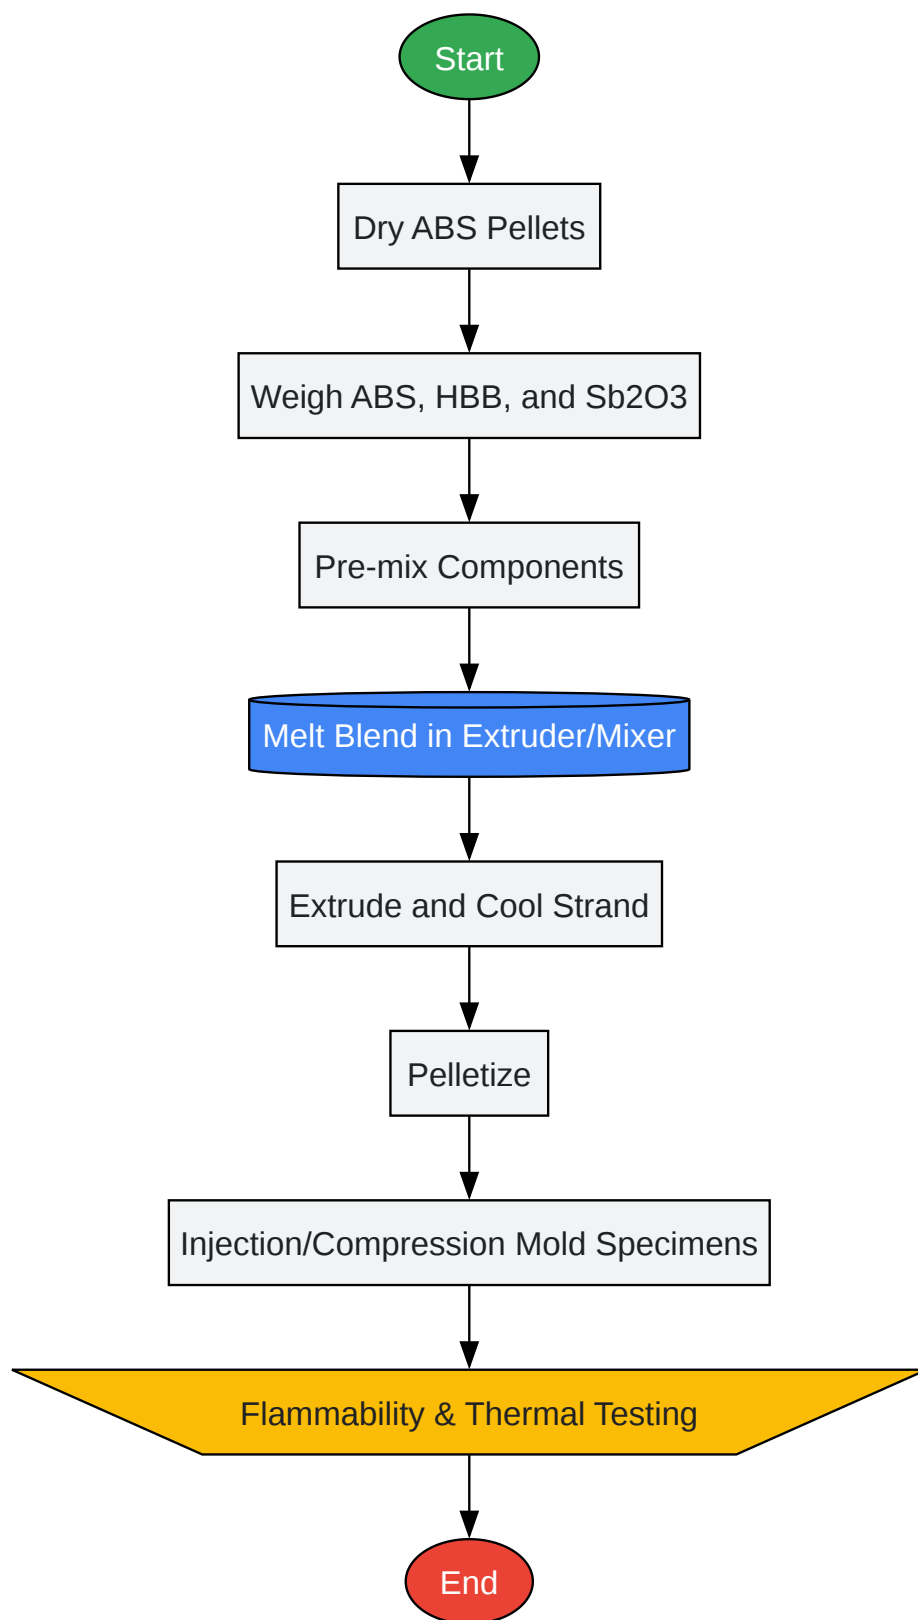 Start
Dry ABS Pellets
Weigh ABS, HBB, and Sb2O3
Pre-mix Components
Melt Blend in Extruder/Mixer
Extrude and Cool Strand
Pelletize
Injection/Compression Mold Specimens
Flammability & Thermal Testing
End